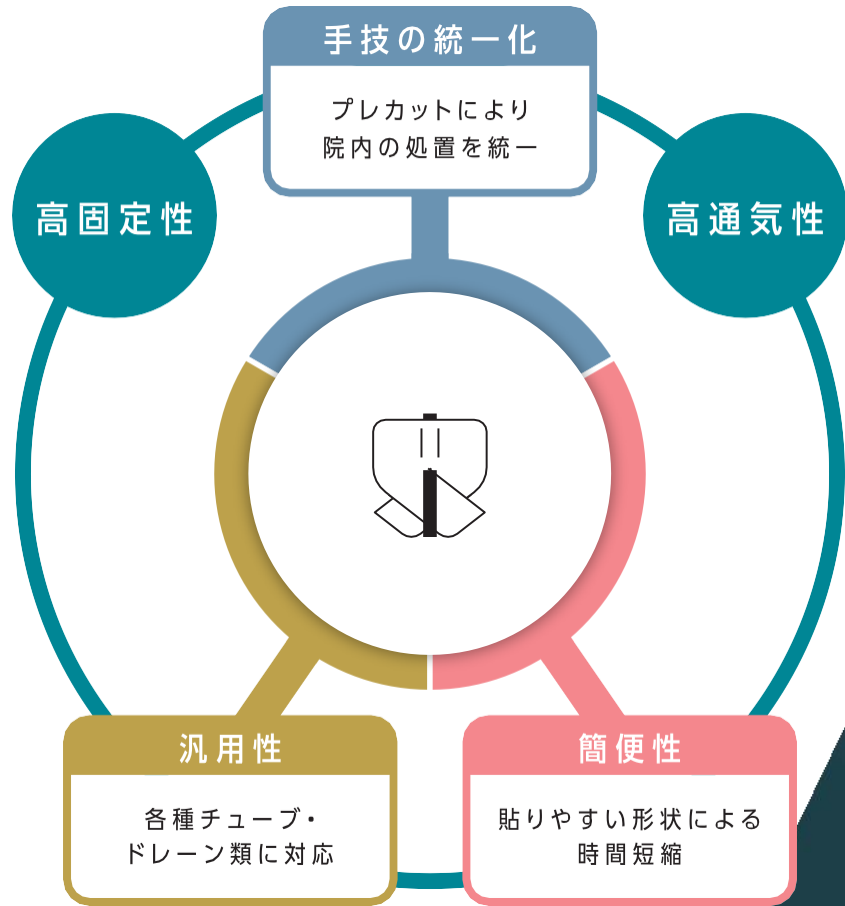 手技の統一化
プレカットにより
院内の処置を統一
高固定性
高通気性
汎用性
各種チューブ・
ドレーン類に対応
簡便性
貼りやすい形状による
時間短縮